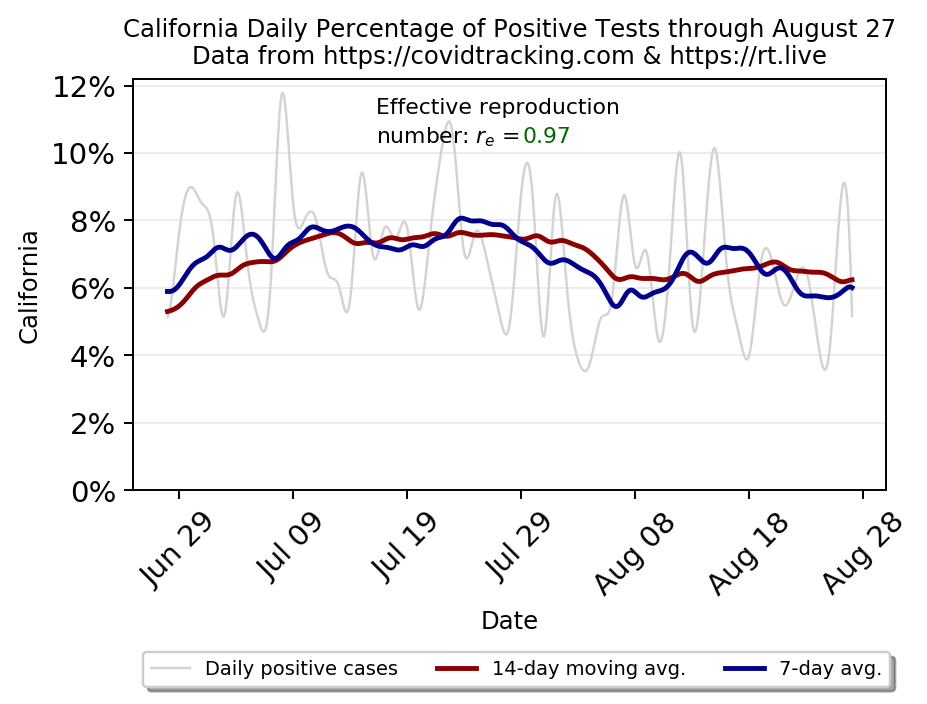 California Daily Percentage of Positive Tests through August 27
Data from https://covidtracking.com & https://rt.live
Effective reproduction
number: rₑ =0.97
12%
10%
8%
6%
4%
2%
0%
California
Jun 29
Jul 09
Jul 19
Jul 29
Aug 08
Aug 18
Aug 28
Date
Daily positive cases
14-day moving avg.
7-day avg.